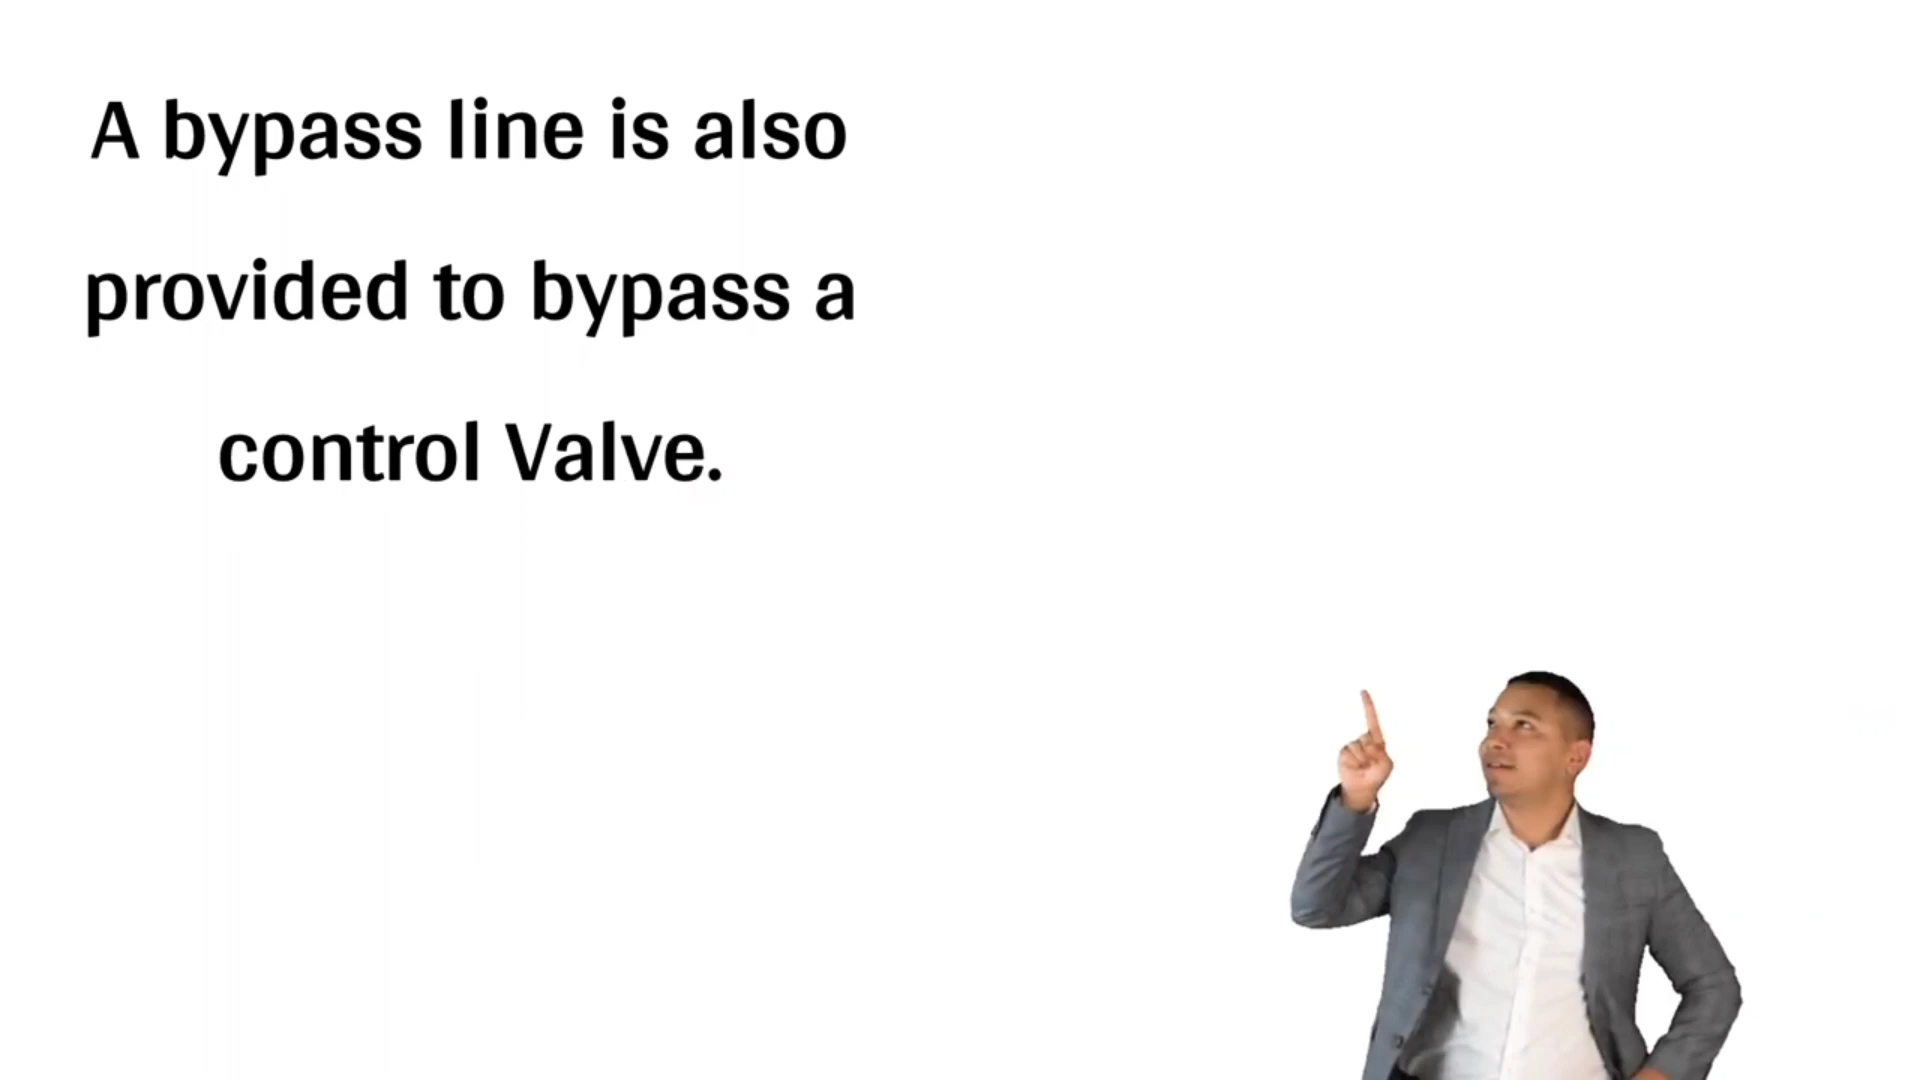 A bypass line is also
provided to bypass a
control Valve.